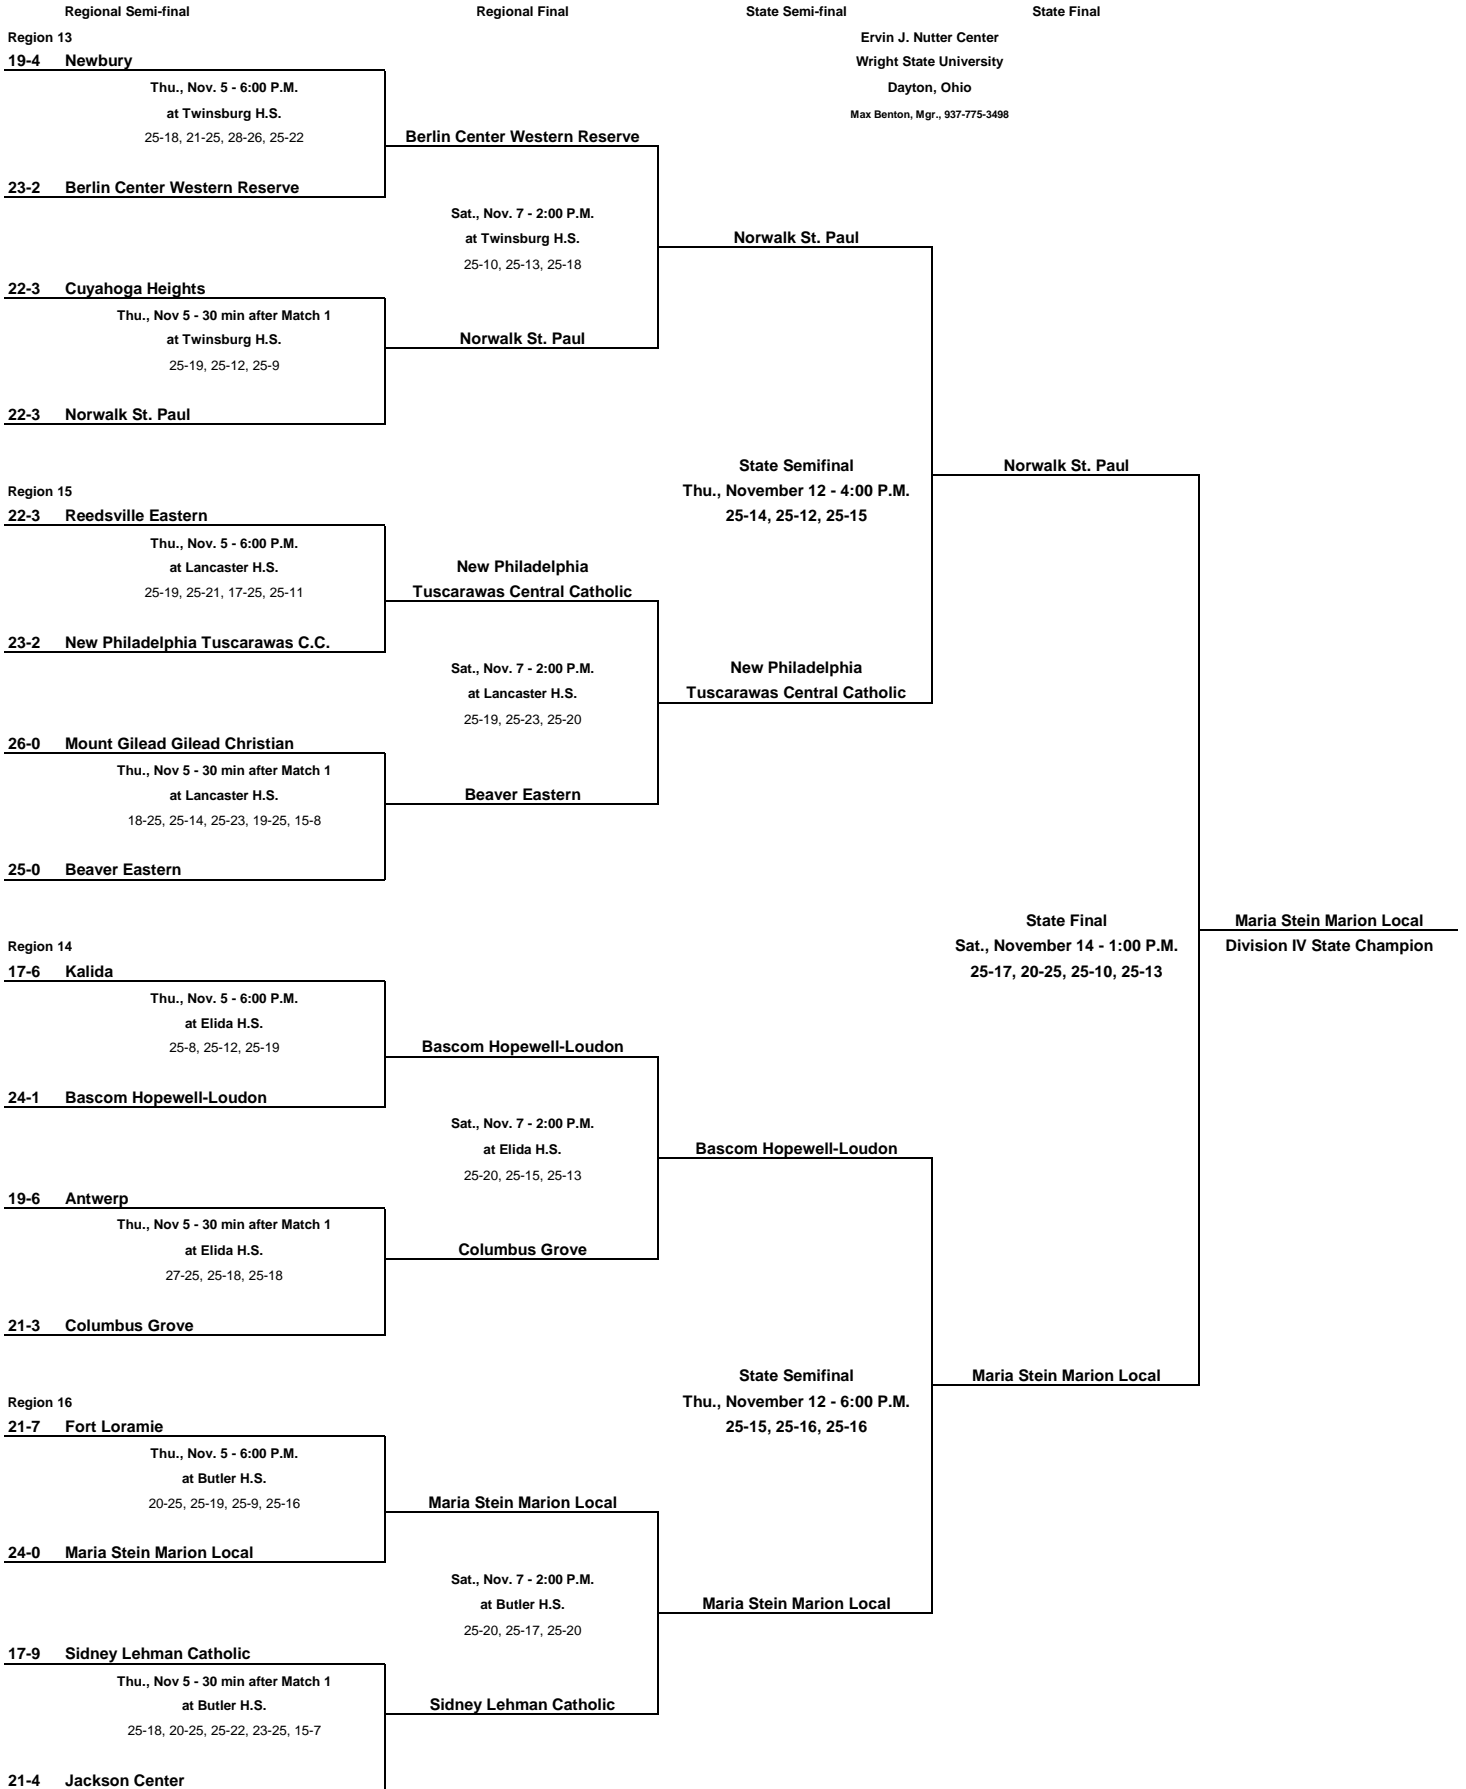 Regional Semi-final Regional Final State Semi-final State Final
Region 13
Ervin J. Nutter Center
19-4 Newbury
Wright State University
Thu., Nov. 5 - 6:00 P.M.
Dayton, Ohio
at Twinsburg H.S.
Max Benton, Mgr., 937-775-3498
25-18, 21-25, 28-26, 25-22
Berlin Center Western Reserve
23-2 Berlin Center Western Reserve
Sat., Nov. 7 - 2:00 P.M.
at Twinsburg H.S.
Norwalk St. Paul
25-10, 25-13, 25-18
22-3 Cuyahoga Heights
Thu., Nov 5 - 30 min after Match 1
at Twinsburg H.S.
Norwalk St. Paul
25-19, 25-12, 25-9
22-3 Norwalk St. Paul
State Semifinal
Norwalk St. Paul
Region 15
Thu., November 12 - 4:00 P.M.
22-3 Reedsville Eastern
25-14, 25-12, 25-15
Thu., Nov. 5 - 6:00 P.M.
at Lancaster H.S.
New Philadelphia
25-19, 25-21, 17-25, 25-11
Tuscarawas Central Catholic
23-2 New Philadelphia Tuscarawas C.C.
Sat., Nov. 7 - 2:00 P.M.
New Philadelphia
at Lancaster H.S.
Tuscarawas Central Catholic
25-19, 25-23, 25-20
26-0 Mount Gilead Gilead Christian
Thu., Nov 5 - 30 min after Match 1
at Lancaster H.S.
Beaver Eastern
18-25, 25-14, 25-23, 19-25, 15-8
25-0 Beaver Eastern
State Final
Maria Stein Marion Local
Region 14
Sat., November 14 - 1:00 P.M.
Division IV State Champion
17-6 Kalida
25-17, 20-25, 25-10, 25-13
Thu., Nov. 5 - 6:00 P.M.
at Elida H.S.
25-8, 25-12, 25-19
Bascom Hopewell-Loudon
24-1 Bascom Hopewell-Loudon
Sat., Nov. 7 - 2:00 P.M.
at Elida H.S.
Bascom Hopewell-Loudon
25-20, 25-15, 25-13
19-6 Antwerp
Thu., Nov 5 - 30 min after Match 1
at Elida H.S.
Columbus Grove
27-25, 25-18, 25-18
21-3 Columbus Grove
State Semifinal
Maria Stein Marion Local
Region 16
Thu., November 12 - 6:00 P.M.
21-7 Fort Loramie
25-15, 25-16, 25-16
Thu., Nov. 5 - 6:00 P.M.
at Butler H.S.
20-25, 25-19, 25-9, 25-16
Maria Stein Marion Local
24-0 Maria Stein Marion Local
Sat., Nov. 7 - 2:00 P.M.
at Butler H.S.
Maria Stein Marion Local
25-20, 25-17, 25-20
17-9 Sidney Lehman Catholic
Thu., Nov 5 - 30 min after Match 1
at Butler H.S.
Sidney Lehman Catholic
25-18, 20-25, 25-22, 23-25, 15-7
21-4 Jackson Center